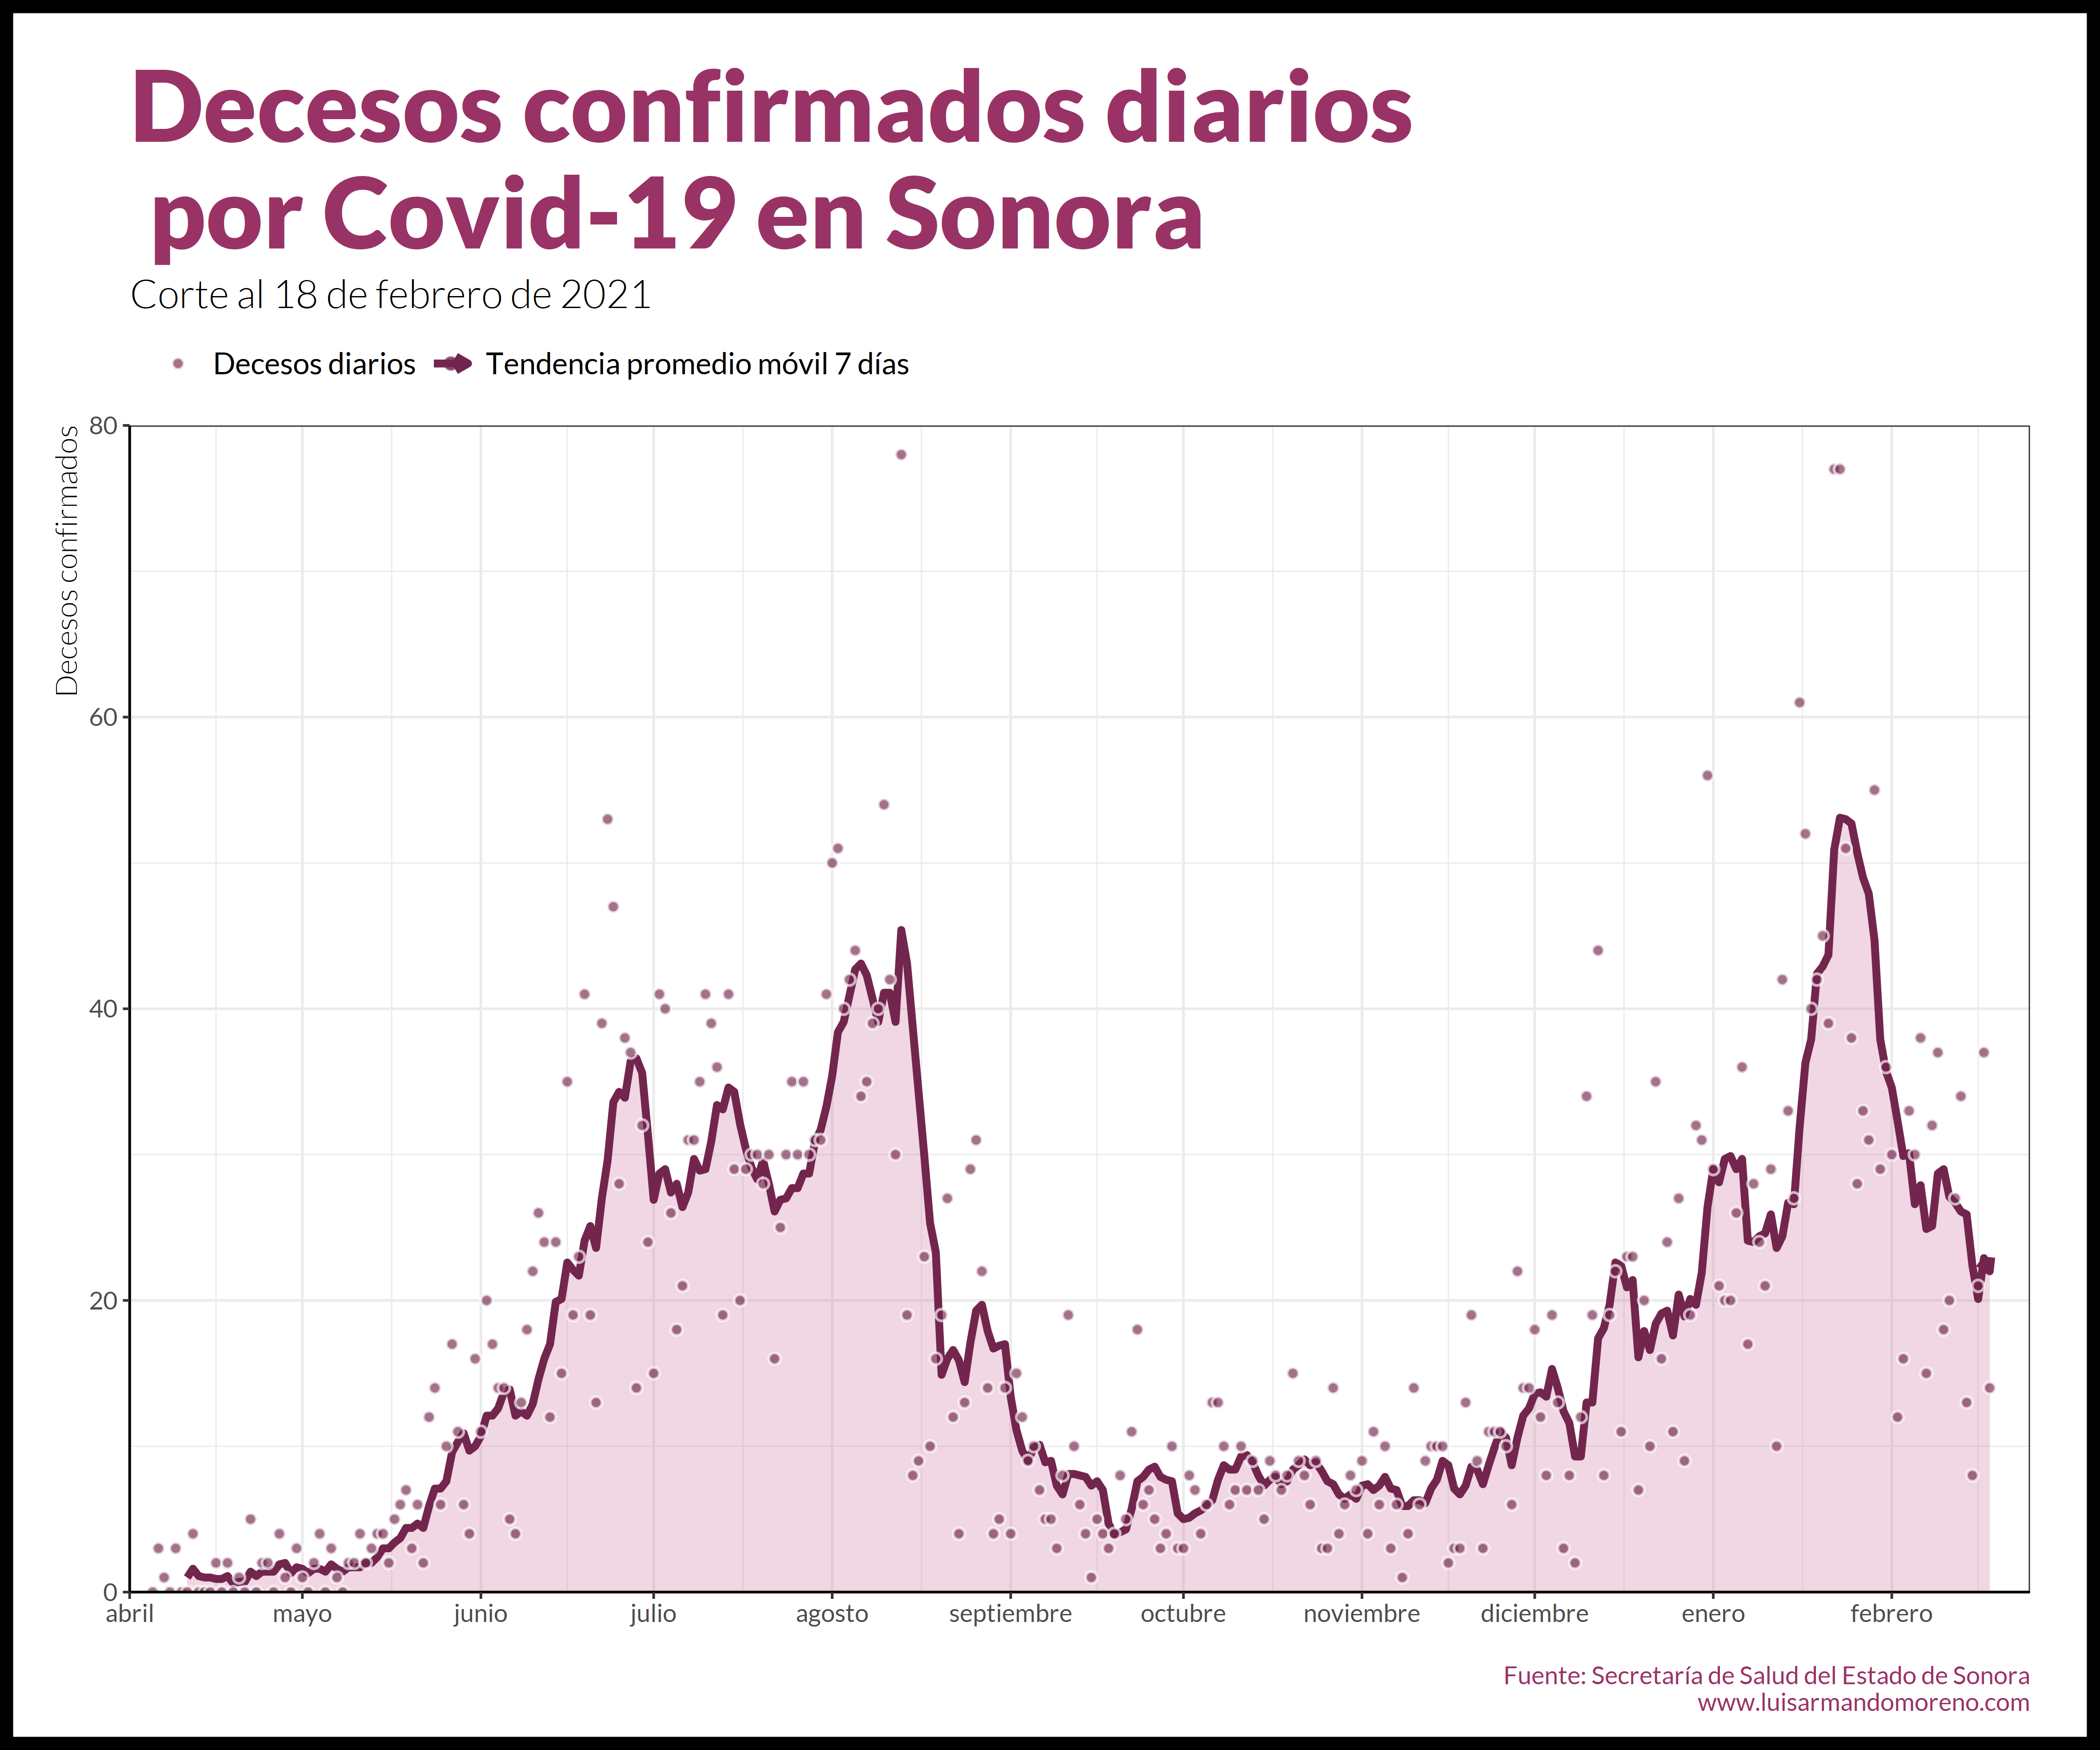 Decesos confirmados diarios
por Covid-19 en Sonora
Corte al 18 de febrero de 2021
Decesos diarios
Tendencia promedio móvil 7 días
Decesos confirmados
80
60
40
20
0
abril mayo junio julio agosto septiembre octubre noviembre diciembre enero febrero
Fuente: Secretaría de Salud del Estado de Sonora
www.luisarmandomoreno.com